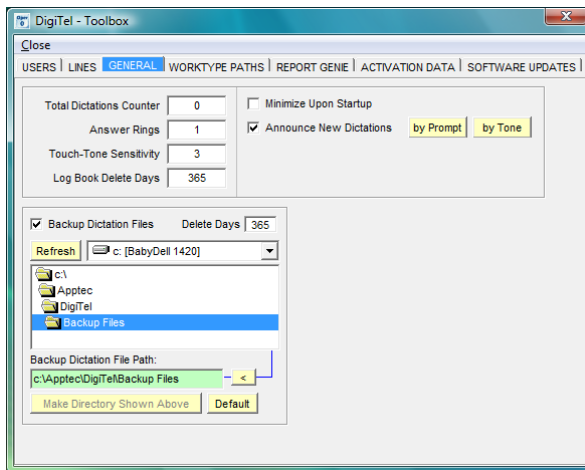 DigiTel - Toolbox
Close
USERS LINES GENERAL WORKTYPE PATHS REPORT GENIE ACTIVATION DATA SOFTWARE UPDATES
Total Dictations Counter 0
Answer Rings 1
Touch-Tone Sensitivity 3
Log Book Delete Days 365
Minimize Upon Startup
Announce New Dictations by Prompt by Tone
Backup Dictation Files Delete Days 365
Refresh c: [BabyDell 1420]
c:\
Apptec
DigiTel
Backup Files
Backup Dictation File Path:
c:\Apptec\DigiTel\Backup Files <
Make Directory Shown Above Default